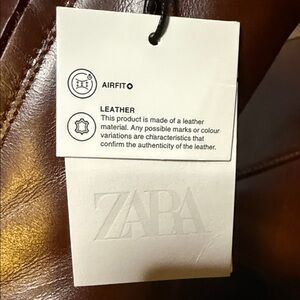 AIRFIT
LEATHER
This product is made of a leather
material. Any possible marks or colour
variations are characteristics that
confirm the authenticity of the leather.
ZARA